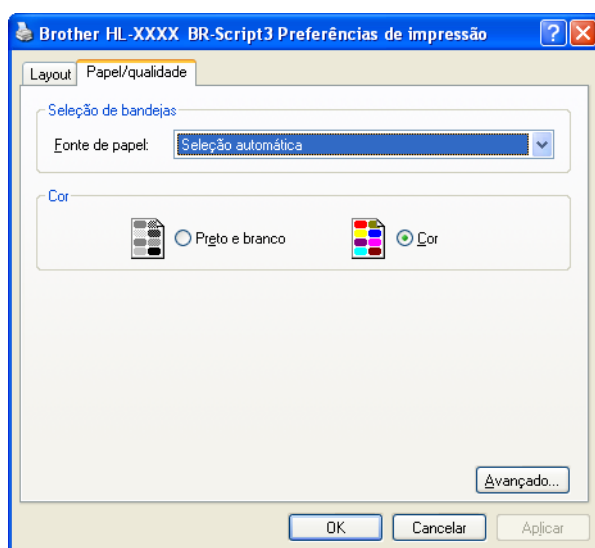 Brother HL-XXXX BR-Script3 Preferências de impressão
Layout Papel/qualidade
Seleção de bandejas
Fonte de papel: Seleção automática
Cor
Preto e branco Cor
Avançado...
OK Cancelar Aplicar